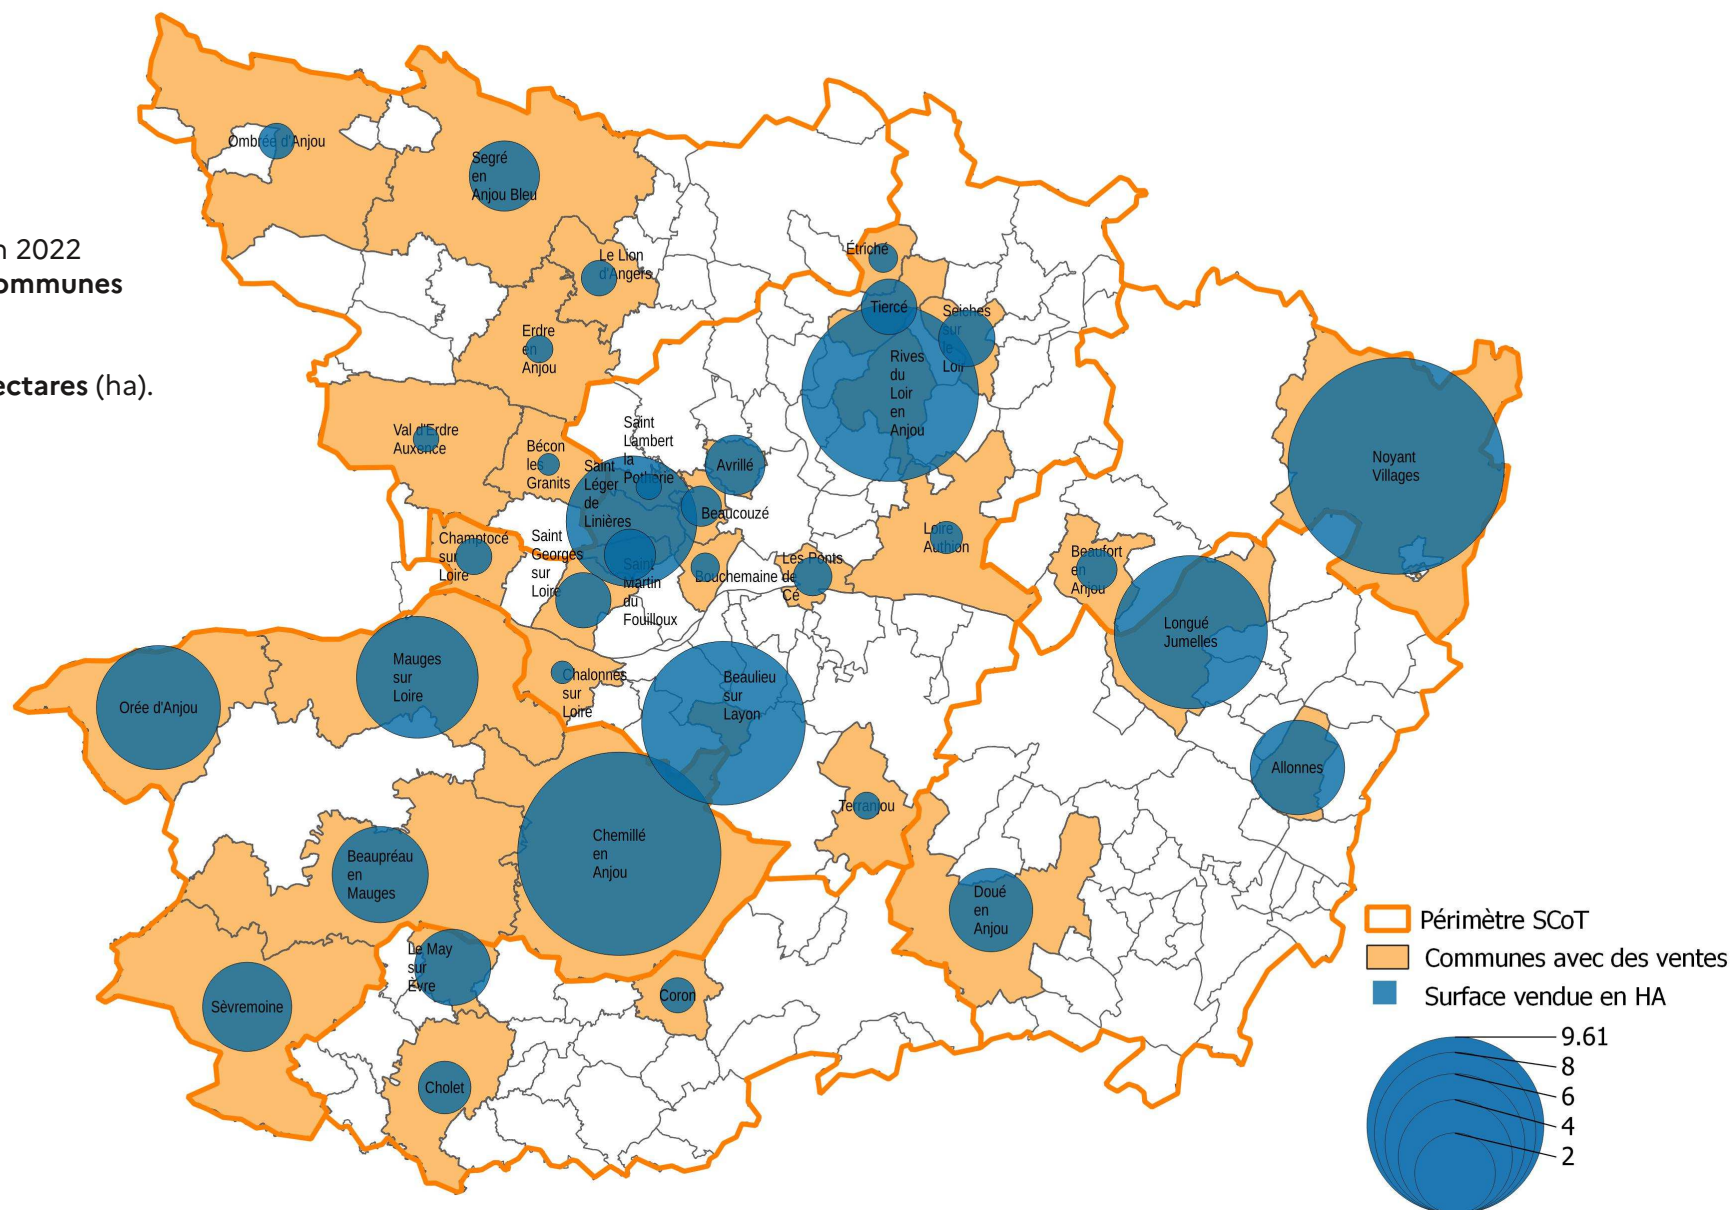 n 2022
ommunes
ectares (ha).
Ombrée d'Anjou
Segré
en
Anjou Bleu
Le Lion
d'Angers
Étriché
Tiercé
Seiches
sur
le
Loir
Erdre
en
Anjou
Rives
du
Loir
en
Anjou
Val d'Erdre
Auxence
Bécon
les
Granits
Saint
Lambert
la
Potherie
Saint
Léger
de
Linières
Avrillé
Beaucouzé
Noyant
Villages
Champtocé
sur
Loire
Saint
Georges
sur
Loire
Saint
Martin
du
Fouilloux
Bouchemaine
Les Ponts
de
Cé
Loire
Authion
Beaufort
en
Anjou
Longué
Jumelles
Orée d'Anjou
Mauges
sur
Loire
Chalonnes
sur
Loire
Beaulieu
sur
Layon
Allonnes
Terranjou
Chemillé
en
Anjou
Beaupréau
en
Mauges
Doué
en
Anjou
Le May
sur
Èvre
Sèvremoine
Coron
Cholet
Périmètre SCoT
Communes avec des ventes
Surface vendue en HA
9.61
8
6
4
2